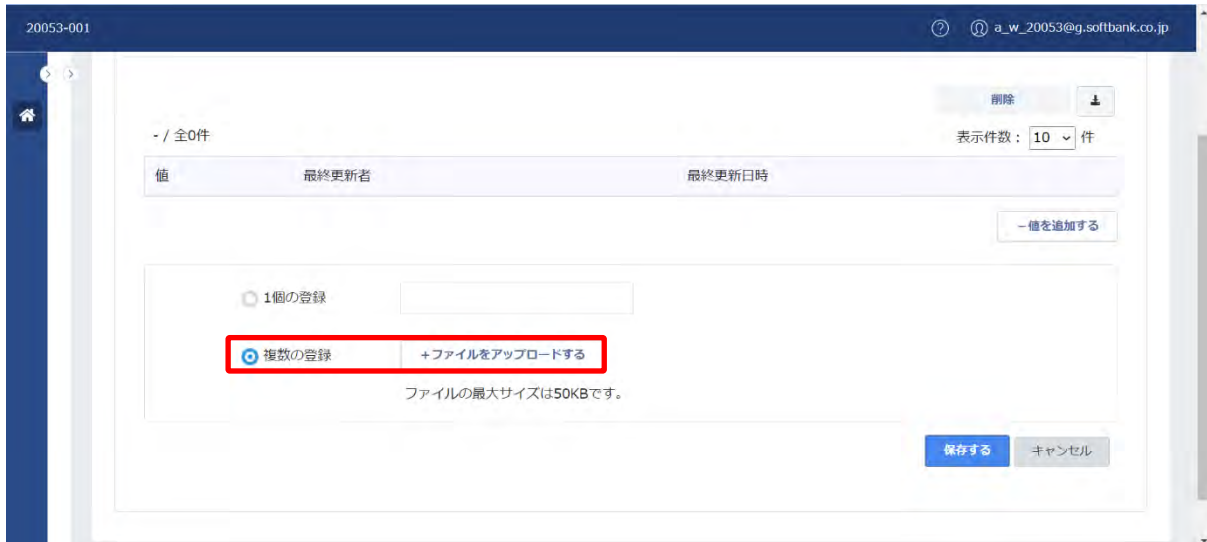 20053-001
a_w_20053@g.softbank.co.jp
削除
- / 全0件
表示件数： 10 件
値 最終更新者 最終更新日時
－値を追加する
1個の登録
複数の登録 +ファイルをアップロードする
ファイルの最大サイズは50KBです。
保存する キャンセル